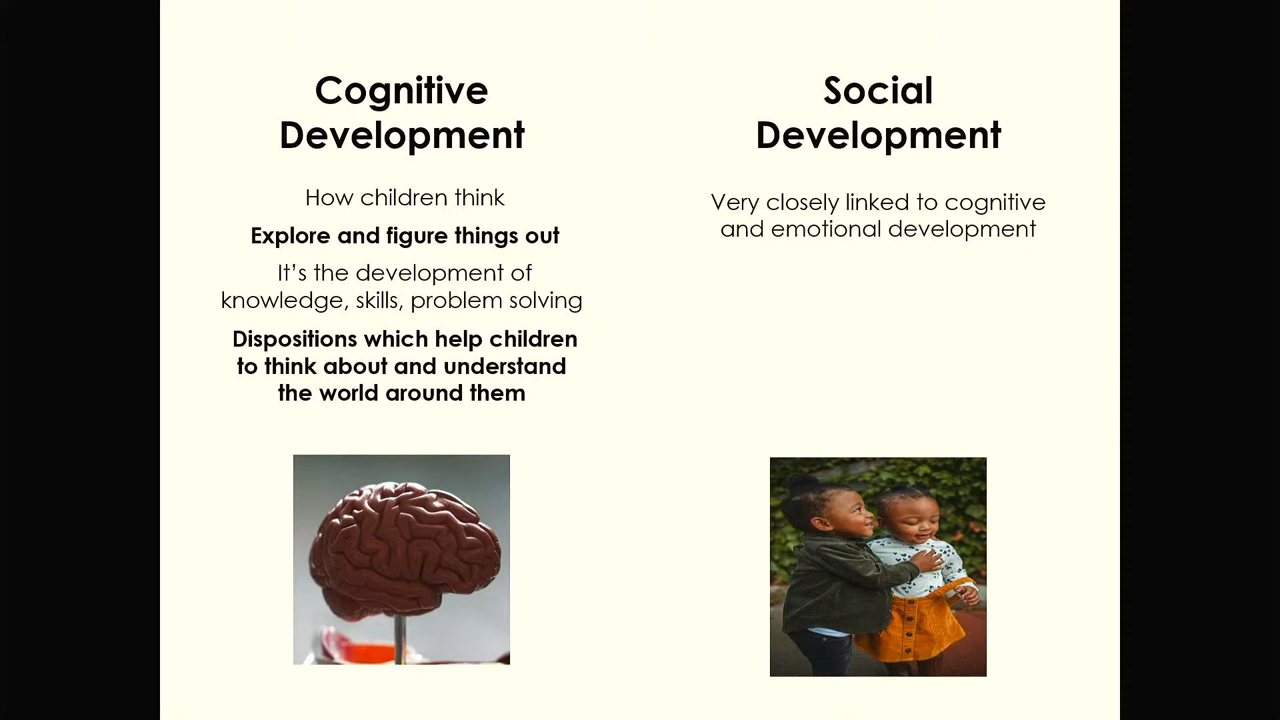 Cognitive
Development
How children think
Explore and figure things out
It’s the development of
knowledge, skills, problem solving
Dispositions which help children
to think about and understand
the world around them
Social
Development
Very closely linked to cognitive
and emotional development